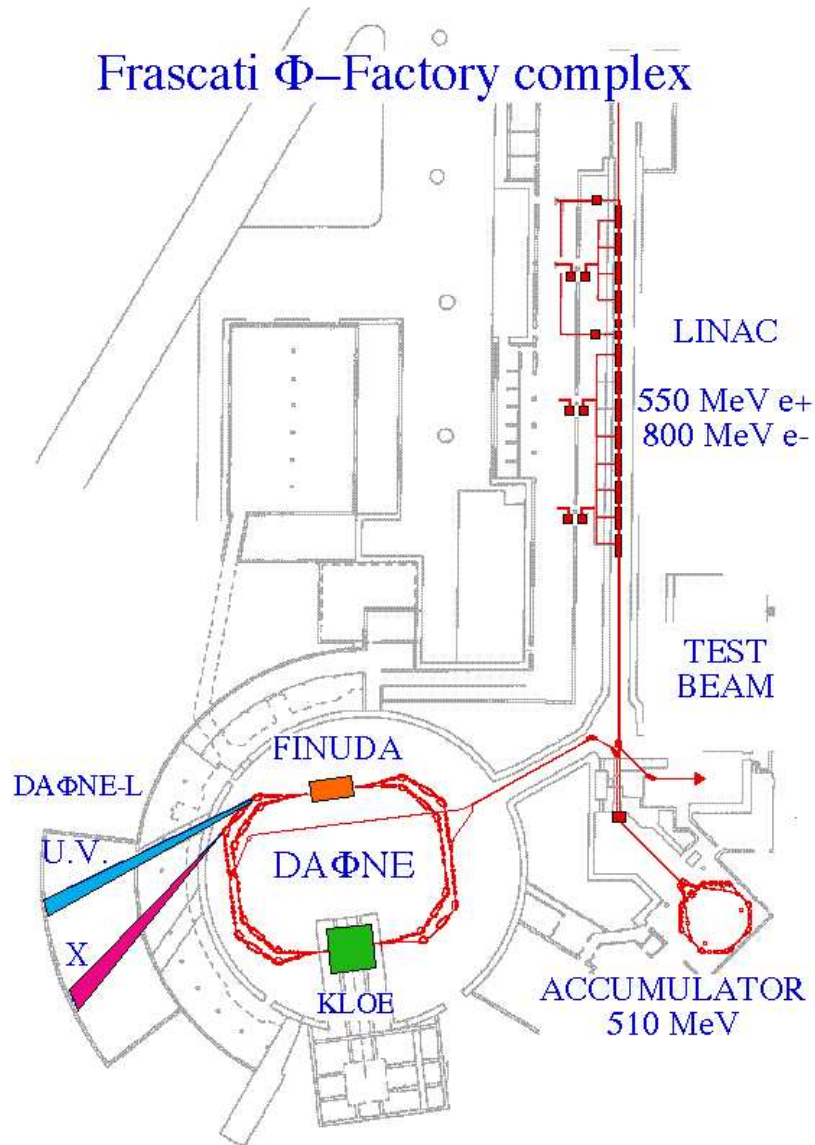 Frascati Φ–Factory complex
LINAC
550 MeV e+
800 MeV e-
TEST
BEAM
FINUDA
DAΦNE-L
U.V.
DAΦNE
X
KLOE
ACCUMULATOR
510 MeV